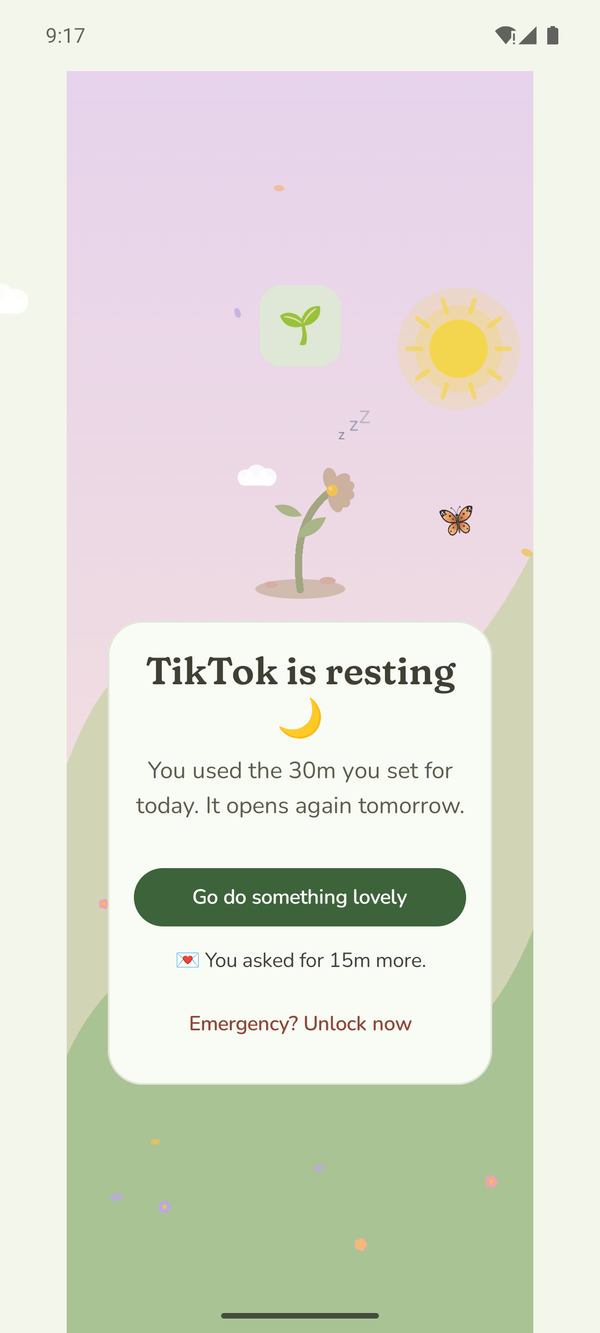 9:17
z z Z
TikTok is resting
🌙
You used the 30m you set for
today. It opens again tomorrow.
Go do something lovely
💌 You asked for 15m more.
Emergency? Unlock now